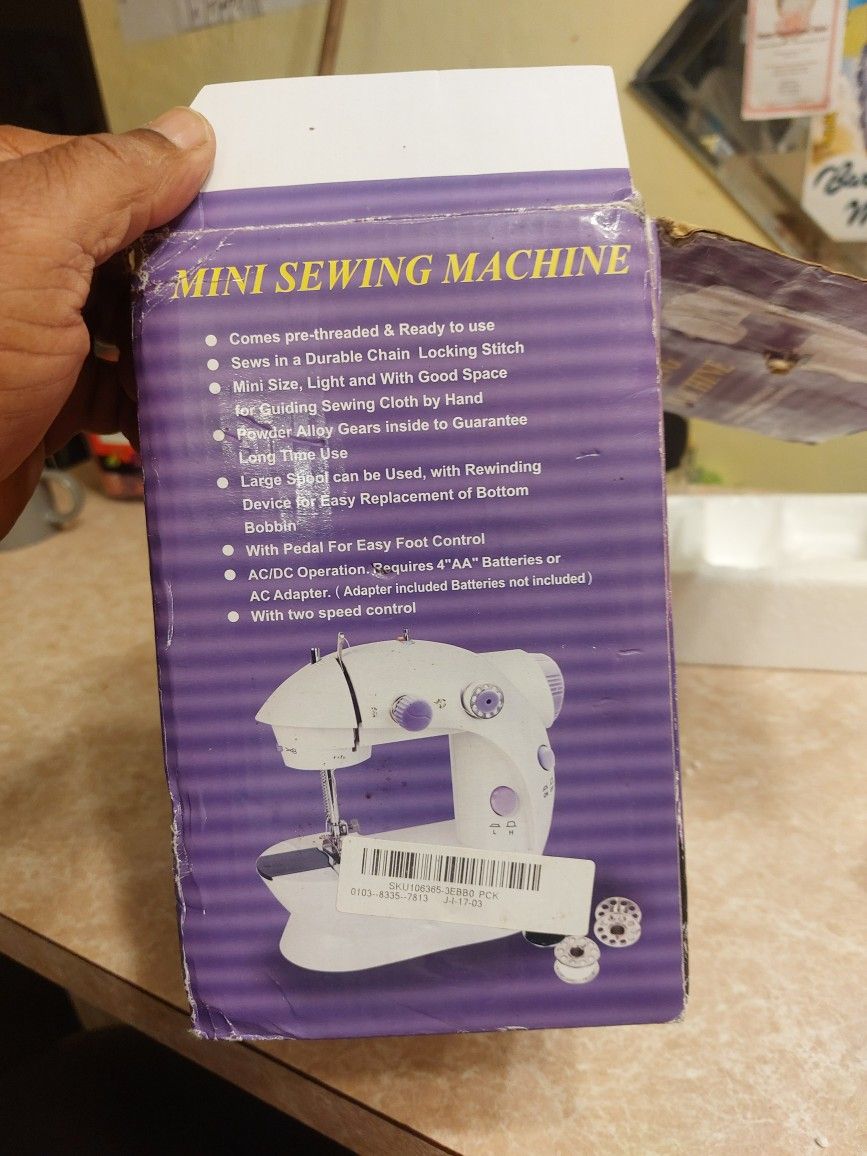 MINI SEWING MACHINE
Comes pre-threaded & Ready to use
Sews in a Durable Chain Locking Stitch
Mini Size, Light and With Good Space
for Guiding Sewing Cloth by Hand
Powder Alloy Gears inside to Guarantee
Long Time Use
Large Spool can be Used, with Rewinding
Device for Easy Replacement of Bottom
Bobbin
With Pedal For Easy Foot Control
AC/DC Operation. Requires 4"AA" Batteries or
AC Adapter. ( Adapter included Batteries not included )
With two speed control
L H
SKU106365-3EBB0 PCK
0103--8335--7813 J-I-17-03